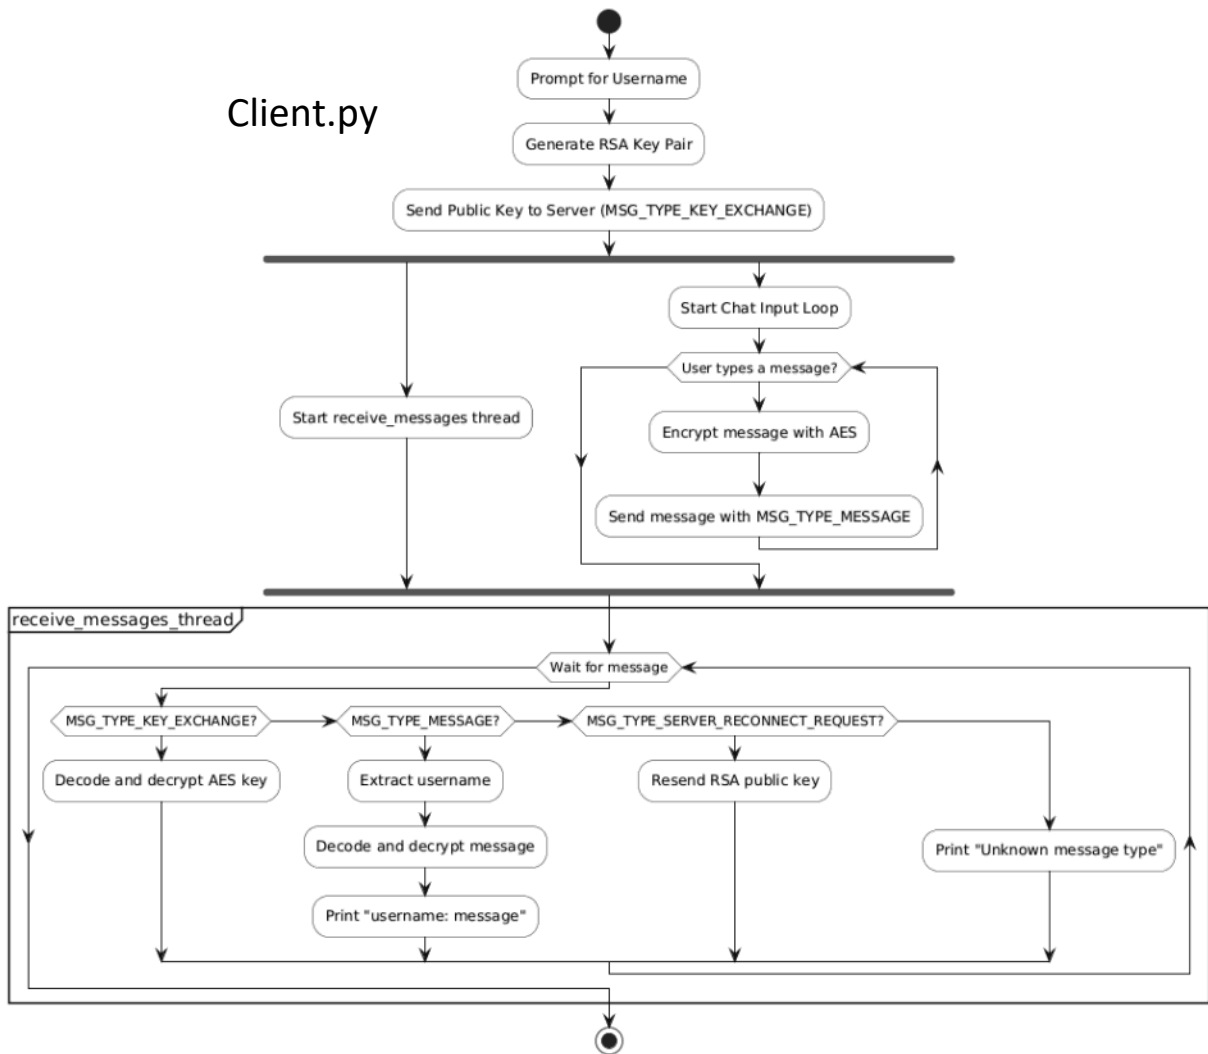 Client.py
Prompt for Username
Generate RSA Key Pair
Send Public Key to Server (MSG_TYPE_KEY_EXCHANGE)
Start Chat Input Loop
User types a message?
Start receive_messages thread
Encrypt message with AES
Send message with MSG_TYPE_MESSAGE
receive_messages_thread
Wait for message
MSG_TYPE_KEY_EXCHANGE?
MSG_TYPE_MESSAGE?
MSG_TYPE_SERVER_RECONNECT_REQUEST?
Decode and decrypt AES key
Extract username
Resend RSA public key
Decode and decrypt message
Print "Unknown message type"
Print "username: message"